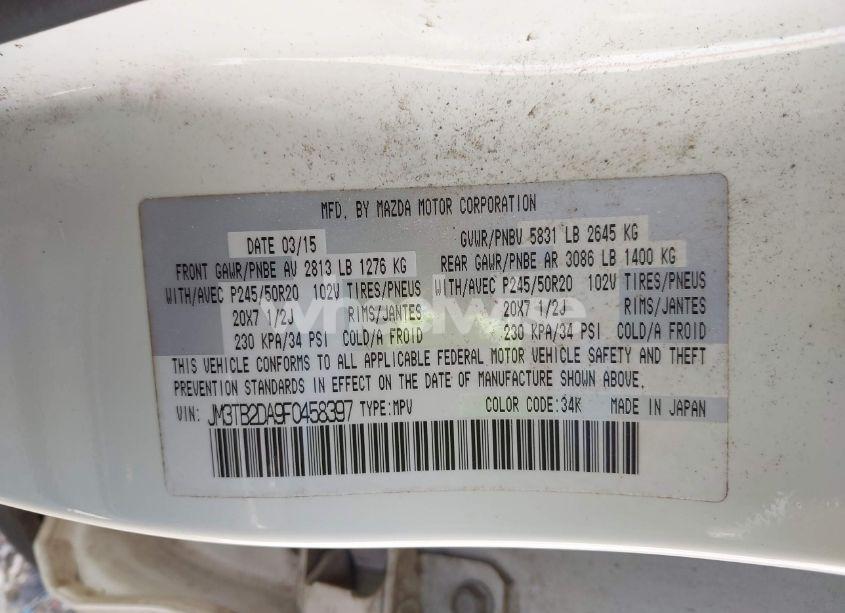 MFD. BY MAZDA MOTOR CORPORATION
DATE 03/15 GVWR/PNBV 5831 LB 2645 KG
FRONT GAWR/PNBE AV 2813 LB 1276 KG REAR GAWR/PNBE AR 3086 LB 1400 KG
WITH/AVEC P245/50R20 102V TIRES/PNEUS WITH/AVEC P245/50R20 102V TIRES/PNEUS
20X7 1/2J RIMS/JANTES 20X7 1/2J RIMS/JANTES
230 KPA/34 PSI COLD/A FROID 230 KPA/34 PSI COLD/A FROID
THIS VEHICLE CONFORMS TO ALL APPLICABLE FEDERAL MOTOR VEHICLE SAFETY AND THEFT
PREVENTION STANDARDS IN EFFECT ON THE DATE OF MANUFACTURE SHOWN ABOVE.
VIN: JM3TB2DA9F0458397 TYPE:MPV COLOR CODE:34K MADE IN JAPAN
wheelwise